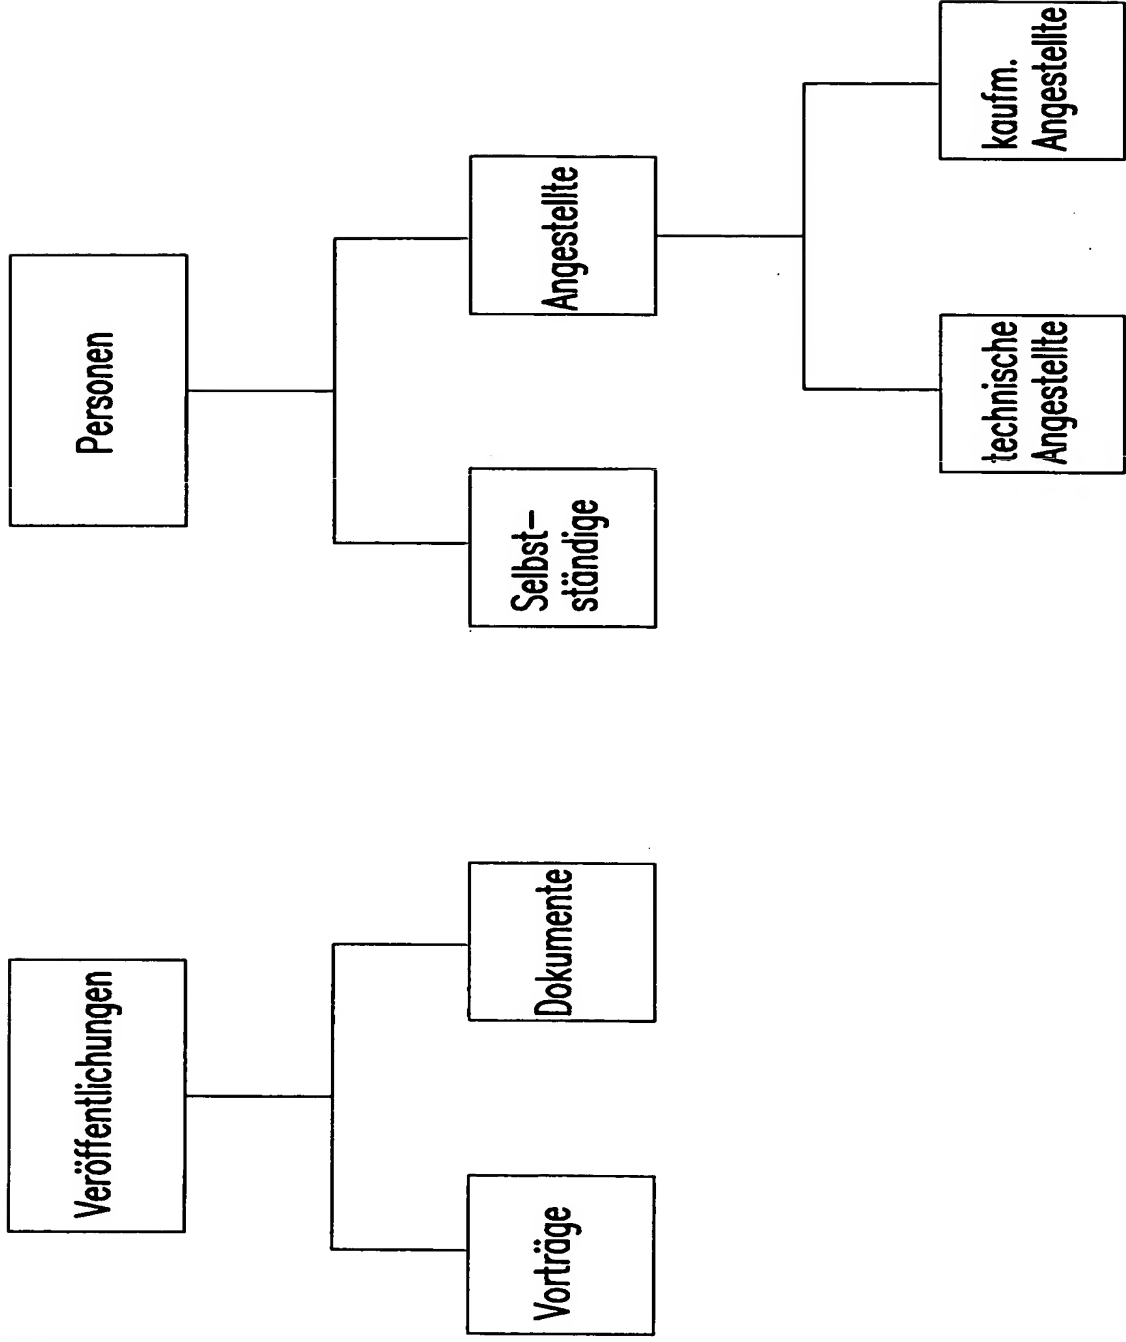 Veröffentlichungen
Vorträge
Dokumente
Personen
Selbst-
ständige
Angestellte
technische
Angestellte
kaufm.
Angestellte